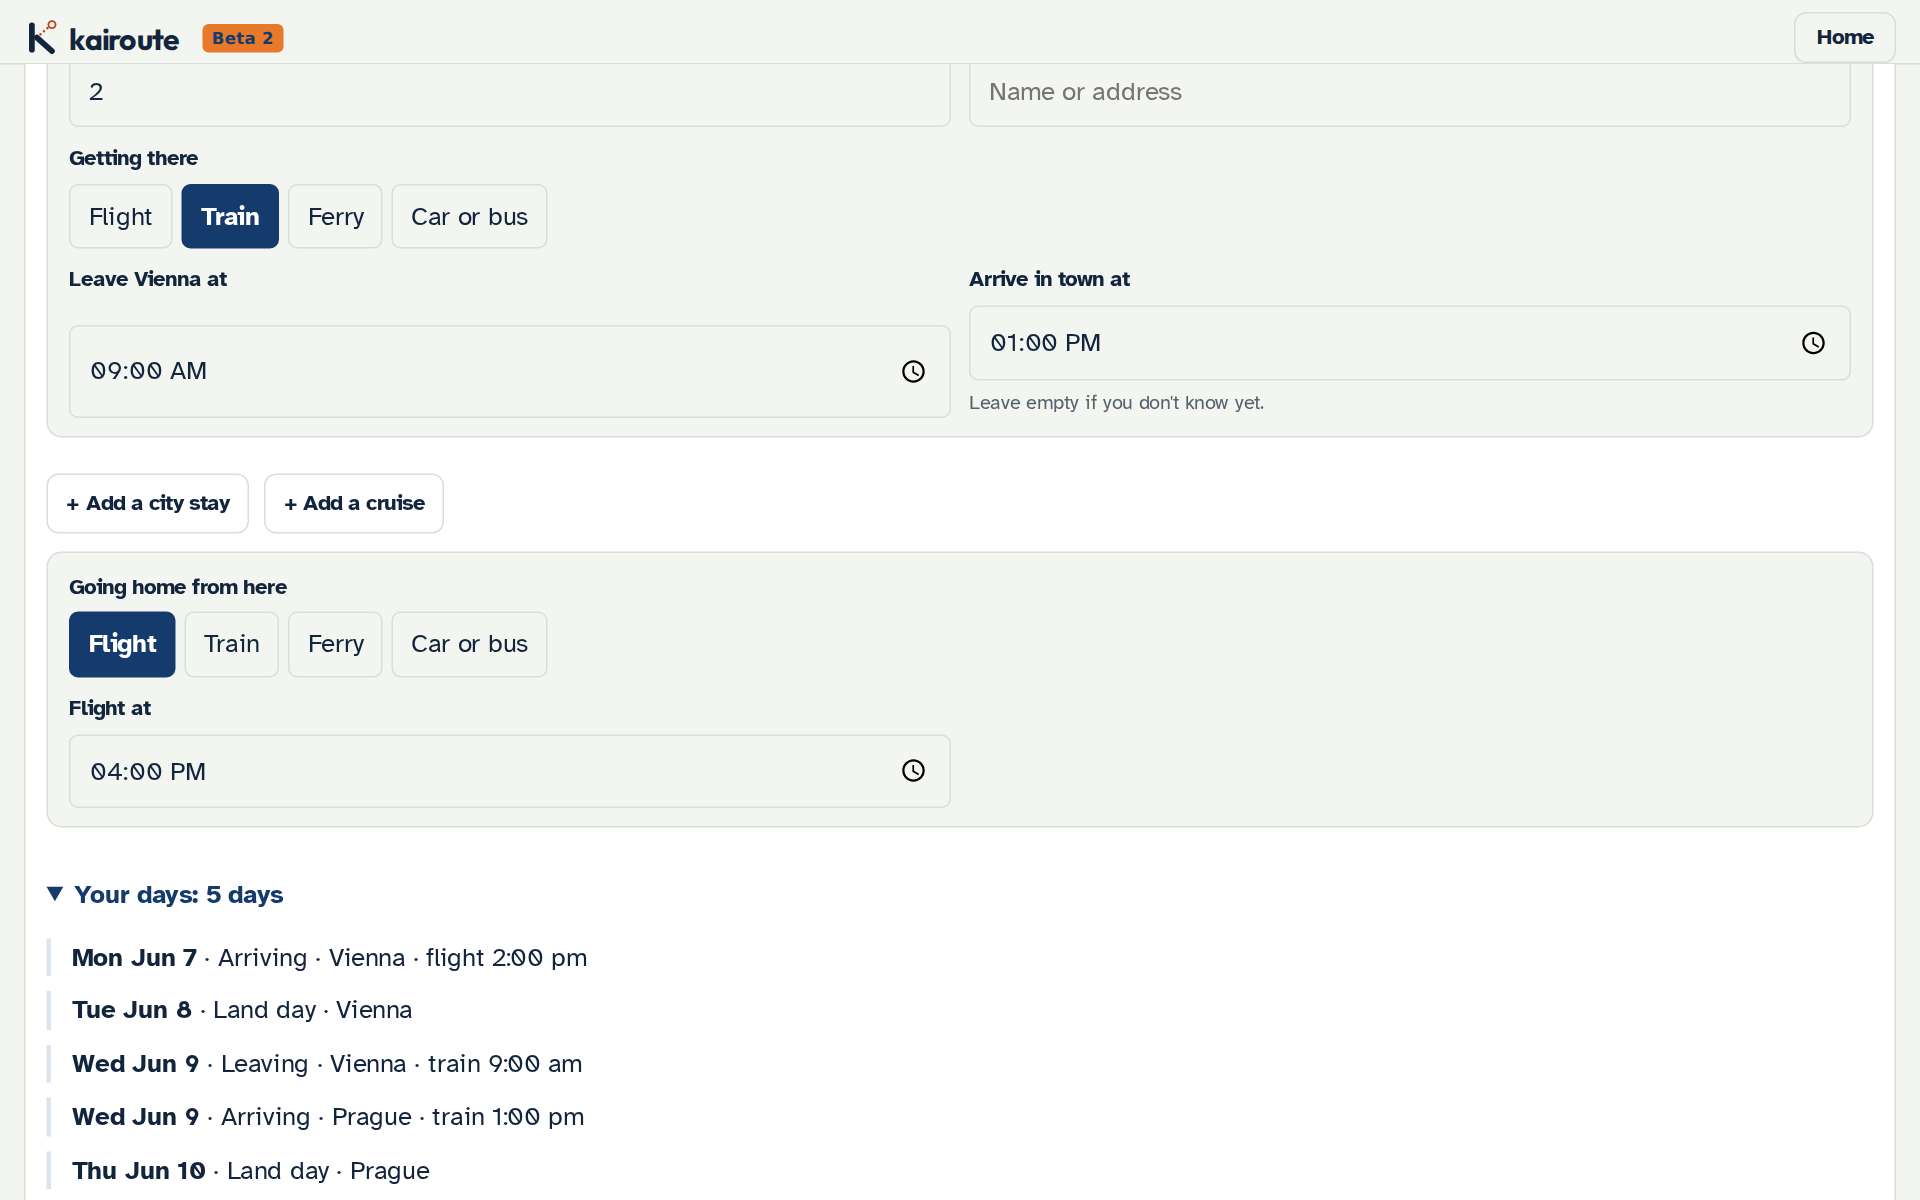 kairoute Beta 2 Home
2 Name or address
Getting there
Flight Train Ferry Car or bus
Leave Vienna at Arrive in town at
09:00 AM 01:00 PM
Leave empty if you don't know yet.
+ Add a city stay + Add a cruise
Going home from here
Flight Train Ferry Car or bus
Flight at
04:00 PM
▼ Your days: 5 days
Mon Jun 7 · Arriving · Vienna · flight 2:00 pm
Tue Jun 8 · Land day · Vienna
Wed Jun 9 · Leaving · Vienna · train 9:00 am
Wed Jun 9 · Arriving · Prague · train 1:00 pm
Thu Jun 10 · Land day · Prague